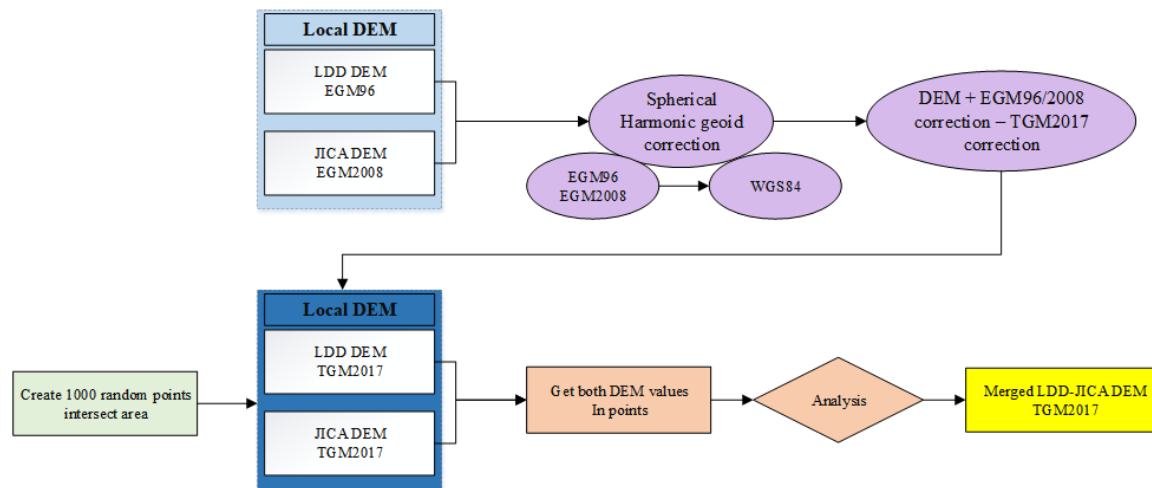 Local DEM
LDD DEM
EGM96
JICA DEM
EGM2008
Spherical
Harmonic geoid
correction
EGM96
EGM2008
WGS84
DEM + EGM96/2008
correction – TGM2017
correction
Local DEM
LDD DEM
TGM2017
JICA DEM
TGM2017
Create 1000 random points
intersect area
Get both DEM values
In points
Analysis
Merged LDD-JICA DEM
TGM2017